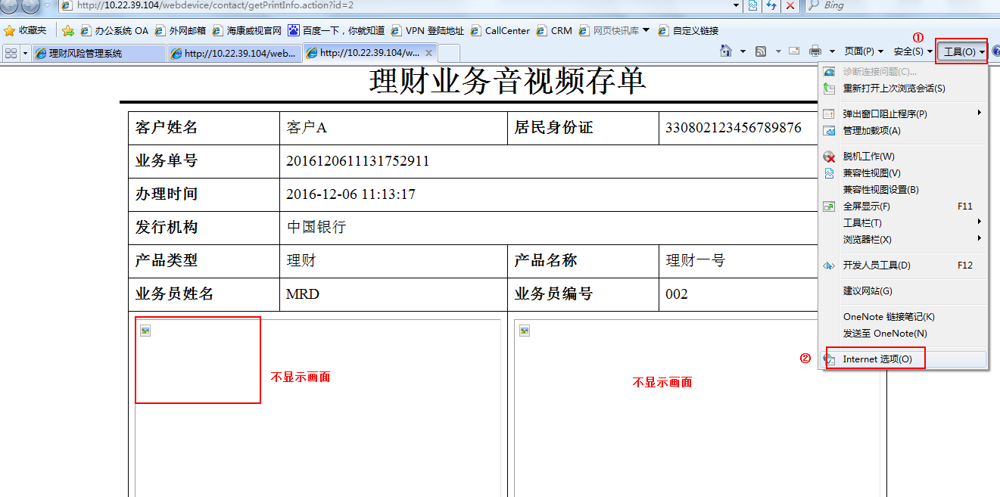 http://10.22.39.104/webdevice/contact/getPrintInfo.action?id=2 Bing
收藏夹 办公系统 OA 外网邮箱 海康威视官网 百度一下，你就知道 VPN 登陆地址 CallCenter CRM 网页快讯库 自定义链接
①
理财风险管理系统 http://10.22.39.104/web... http://10.22.39.104/w... 页面(P) 安全(S) 工具(O)
理财业务音视频存单
客户姓名 客户A 居民身份证 330802123456789876
业务单号 2016120611131752911
办理时间 2016-12-06 11:13:17
发行机构 中国银行
产品类型 理财 产品名称 理财一号
业务员姓名 MRD 业务员编号 002
不显示画面 不显示画面
诊断连接问题(C)...
重新打开上次浏览会话(S)
弹出窗口阻止程序(P)
管理加载项(A)
脱机工作(W)
兼容性视图(V)
兼容性视图设置(B)
全屏显示(F) F11
工具栏(T)
浏览器栏(X)
开发人员工具(D) F12
建议网站(G)
OneNote 链接笔记(K)
发送至 OneNote(N)
② Internet 选项(O)